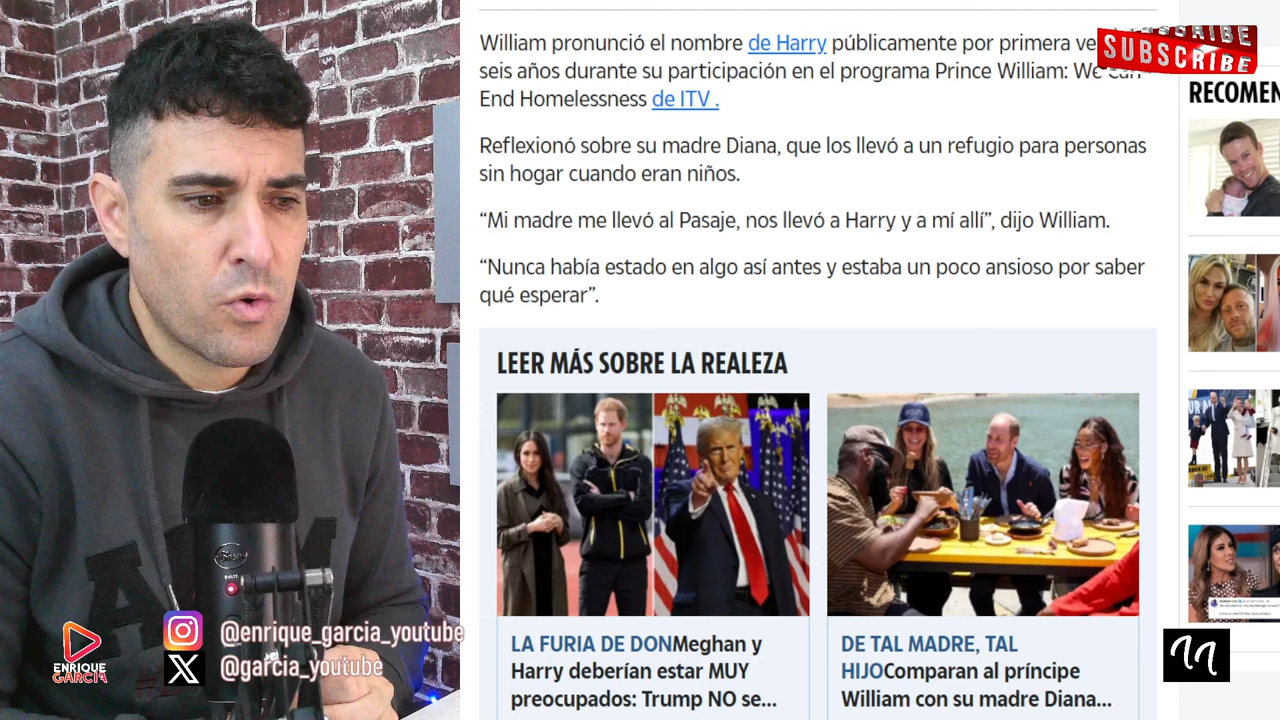 William pronunció el nombre de Harry públicamente por primera
seis años durante su participación en el programa Prince William: We Can
End Homelessness de ITV .
Reflexionó sobre su madre Diana, que los llevó a un refugio para personas
sin hogar cuando eran niños.
“Mi madre me llevó al Pasaje, nos llevó a Harry y a mí allí”, dijo William.
“Nunca había estado en algo así antes y estaba un poco ansioso por saber
qué esperar”.
LEER MÁS SOBRE LA REALEZA
LA FURIA DE DONMeghan y
Harry deberían estar MUY
preocupados: Trump NO se...
DE TAL MADRE, TAL
HIJOComparan al príncipe
William con su madre Diana...
SUBSCRIBE
SUBSCRIBE
RECOMEN
@enrique_garcia_youtube
@garcia_youtube
ENRIQUE
GARCIA